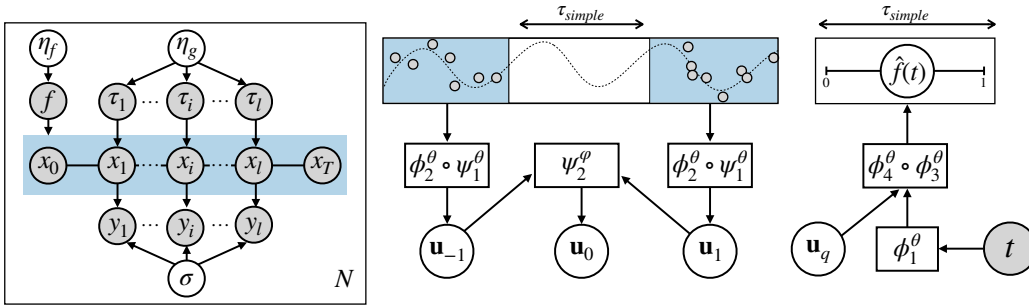 η_f η_g
f τ_1 ... τ_i ... τ_l
x_0 x_1 ... x_i ... x_l x_T
y_1 ... y_i ... y_l
σ N
τ_simple
ϕ_2^θ ∘ ψ_1^θ ψ_2^φ ϕ_2^θ ∘ ψ_1^θ
u_{-1} u_0 u_1
τ_simple
0 f̂(t) 1
ϕ_4^θ ∘ ϕ_3^θ
u_q ϕ_1^θ t